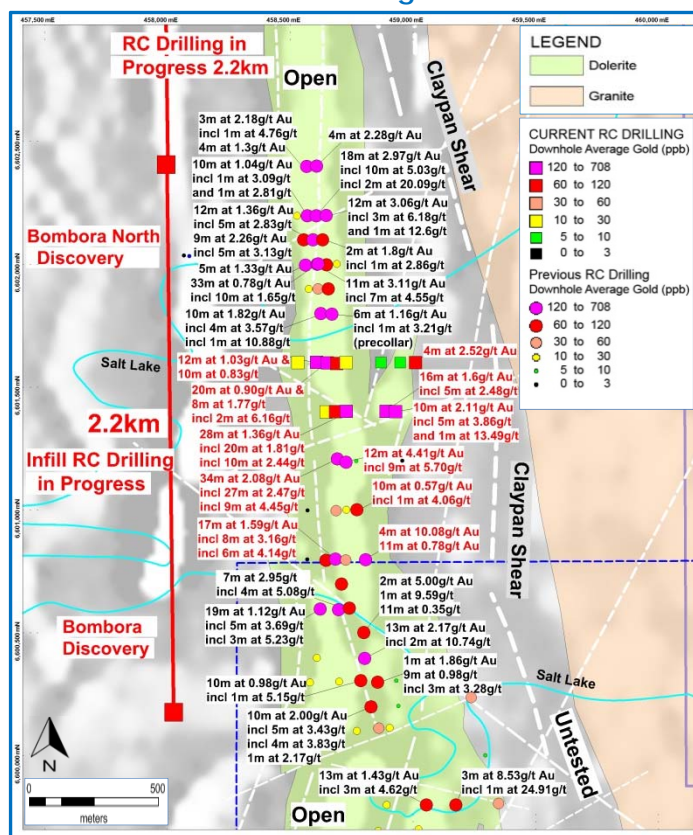 457,500 mE
458,000 mE
458,500 mE
459,000 mE
459,500 mE
460,000 mE
RC Drilling in
Progress 2.2km
Open
Claypan Shear
LEGEND
Dolerite
Granite
CURRENT RC DRILLING
Downhole Average Gold (ppb)
120 to 708
60 to 120
30 to 60
10 to 30
5 to 10
0 to 3
Previous RC Drilling
Downhole Average Gold (ppb)
120 to 708
60 to 120
30 to 60
10 to 30
5 to 10
0 to 3
6,602,500 mN
6,602,000 mN
6,601,500 mN
6,601,000 mN
6,600,500 mN
6,600,000 mN
3m at 2.18g/t Au
incl 1m at 4.76g/t
4m at 1.3g/t Au
4m at 2.28g/t Au
10m at 1.04g/t Au
incl 1m at 3.09g/t
and 1m at 2.81g/t
18m at 2.97g/t Au
incl 10m at 5.03g/t
incl 2m at 20.09g/t
12m at 1.36g/t Au
incl 5m at 2.83g/t
12m at 3.06g/t Au
incl 3m at 6.18g/t
and 1m at 12.6g/t
Bombora North
Discovery
9m at 2.26g/t Au
incl 5m at 3.13g/t
2m at 1.8g/t Au
incl 1m at 2.86g/t
5m at 1.33g/t Au
33m at 0.78g/t Au
incl 10m at 1.65g/t
11m at 3.11g/t Au
incl 7m at 4.55g/t
10m at 1.82g/t Au
incl 4m at 3.57g/t
incl 1m at 10.88g/t
6m at 1.16g/t Au
incl 1m at 3.21g/t
(precollar)
Salt Lake
12m at 1.03g/t Au &
10m at 0.83g/t
4m at 2.52g/t Au
20m at 0.90g/t Au &
8m at 1.77g/t
incl 2m at 6.16g/t
16m at 1.6g/t Au
incl 5m at 2.48g/t
10m at 2.11g/t Au
incl 5m at 3.86g/t
and 1m at 13.49g/t
2.2km
Infill RC Drilling
in Progress
28m at 1.36g/t Au
incl 20m at 1.81g/t
incl 10m at 2.44g/t
12m at 4.41g/t Au
incl 9m at 5.70g/t
34m at 2.08g/t Au
incl 27m at 2.47g/t
incl 9m at 4.45g/t
10m at 0.57g/t Au
incl 1m at 4.06g/t
17m at 1.59g/t Au
incl 8m at 3.16g/t
incl 6m at 4.14g/t
4m at 10.08g/t Au
11m at 0.78g/t Au
Claypan Shear
7m at 2.95g/t
incl 4m at 5.08g/t
2m at 5.00g/t Au
1m at 9.59g/t
11m at 0.35g/t
19m at 1.12g/t Au
incl 5m at 3.69g/t
incl 3m at 5.23g/t
Bombora
Discovery
13m at 2.17g/t Au
incl 2m at 10.74g/t
1m at 1.86g/t Au
9m at 0.98g/t
incl 3m at 3.28g/t
Salt Lake
10m at 0.98g/t Au
incl 1m at 5.15g/t
10m at 2.00g/t Au
incl 5m at 3.43g/t
incl 4m at 3.83g/t
1m at 2.17g/t
Untested
N
13m at 1.43g/t Au
incl 3m at 4.62g/t
3m at 8.53g/t Au
incl 1m at 24.91g/t
0
500
meters
Open